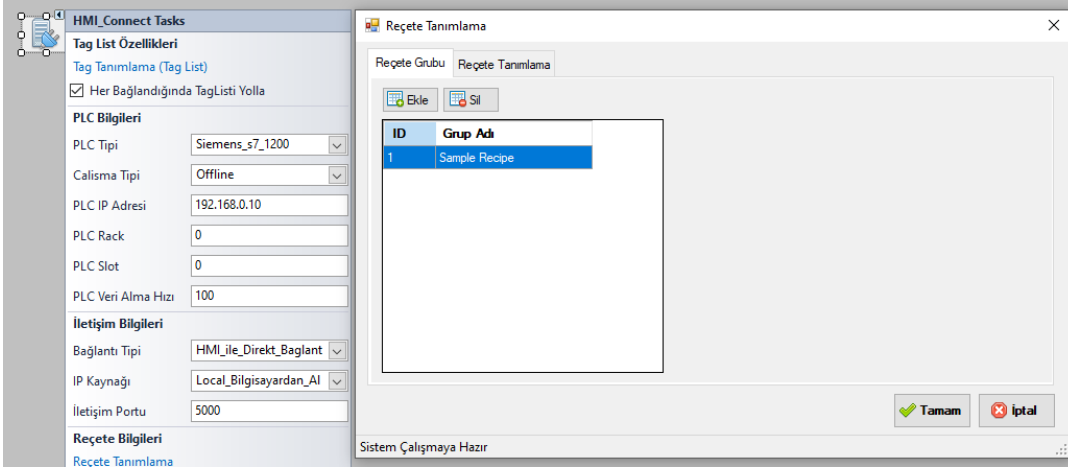 HMI_Connect Tasks
Tag List Özellikleri
Tag Tanımlama (Tag List)
Her Bağlandığında TagListi Yolla
PLC Bilgileri
PLC Tipi Siemens_s7_1200
Calisma Tipi Offline
PLC IP Adresi 192.168.0.10
PLC Rack 0
PLC Slot 0
PLC Veri Alma Hızı 100
İletişim Bilgileri
Bağlantı Tipi HMI_ile_Direkt_Baglant
IP Kaynağı Local_Bilgisayardan_Al
İletişim Portu 5000
Reçete Bilgileri
Reçete Tanımlama
Reçete Tanımlama
Reçete Grubu Reçete Tanımlama
Ekle Sil
ID Grup Adı
1 Sample Recipe
Tamam İptal
Sistem Çalışmaya Hazır